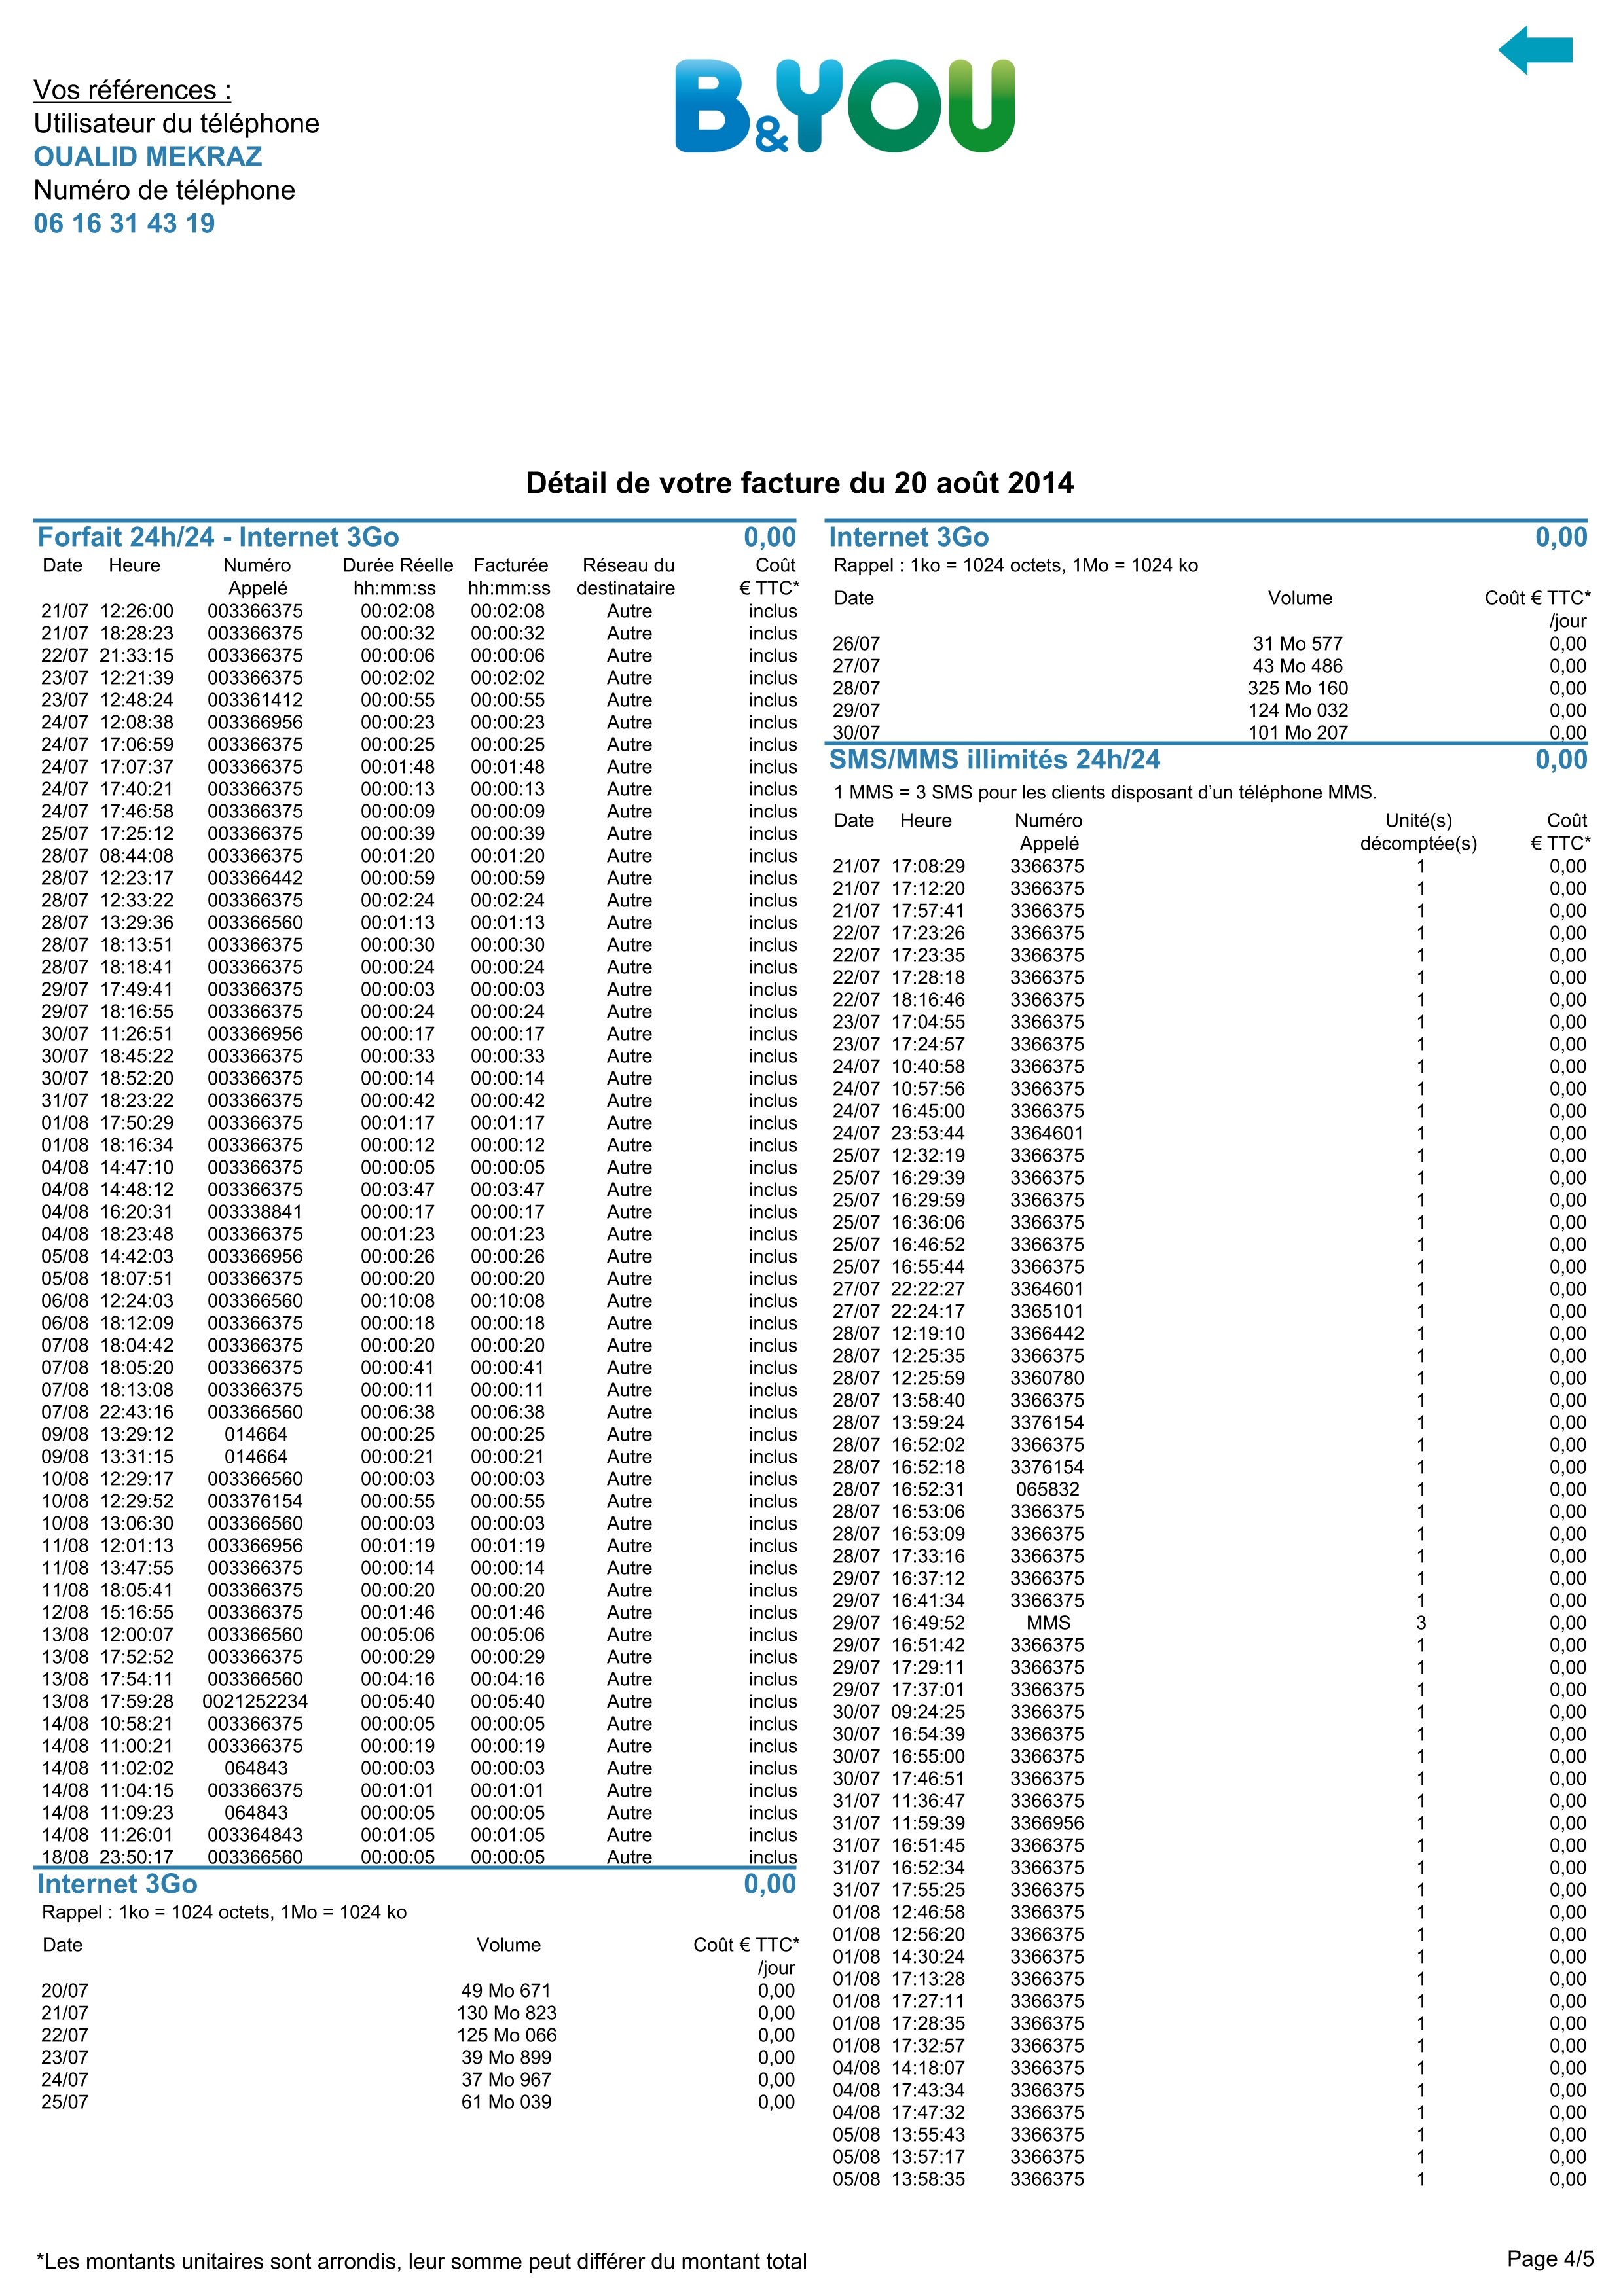 Vos références :
Utilisateur du téléphone
OUALID MEKRAZ
Numéro de téléphone
06 16 31 43 19
B&YOU
Détail de votre facture du 20 août 2014
Forfait 24h/24 - Internet 3Go 0,00
Date Heure Numéro Durée Réelle Facturée Réseau du Coût
Appelé hh:mm:ss hh:mm:ss destinataire € TTC*
21/07 12:26:00 003366375 00:02:08 00:02:08 Autre inclus
21/07 18:28:23 003366375 00:00:32 00:00:32 Autre inclus
22/07 21:33:15 003366375 00:00:06 00:00:06 Autre inclus
23/07 12:21:39 003366375 00:02:02 00:02:02 Autre inclus
23/07 12:48:24 003361412 00:00:55 00:00:55 Autre inclus
24/07 12:08:38 003366956 00:00:23 00:00:23 Autre inclus
24/07 17:06:59 003366375 00:00:25 00:00:25 Autre inclus
24/07 17:07:37 003366375 00:01:48 00:01:48 Autre inclus
24/07 17:40:21 003366375 00:00:13 00:00:13 Autre inclus
24/07 17:46:58 003366375 00:00:09 00:00:09 Autre inclus
25/07 17:25:12 003366375 00:00:39 00:00:39 Autre inclus
28/07 08:44:08 003366375 00:01:20 00:01:20 Autre inclus
28/07 12:23:17 003366442 00:00:59 00:00:59 Autre inclus
28/07 12:33:22 003366375 00:02:24 00:02:24 Autre inclus
28/07 13:29:36 003366560 00:01:13 00:01:13 Autre inclus
28/07 18:13:51 003366375 00:00:30 00:00:30 Autre inclus
28/07 18:18:41 003366375 00:00:24 00:00:24 Autre inclus
29/07 17:49:41 003366375 00:00:03 00:00:03 Autre inclus
29/07 18:16:55 003366375 00:00:24 00:00:24 Autre inclus
30/07 11:26:51 003366956 00:00:17 00:00:17 Autre inclus
30/07 18:45:22 003366375 00:00:33 00:00:33 Autre inclus
30/07 18:52:20 003366375 00:00:14 00:00:14 Autre inclus
31/07 18:23:22 003366375 00:00:42 00:00:42 Autre inclus
01/08 17:50:29 003366375 00:01:17 00:01:17 Autre inclus
01/08 18:16:34 003366375 00:00:12 00:00:12 Autre inclus
04/08 14:47:10 003366375 00:00:05 00:00:05 Autre inclus
04/08 14:48:12 003366375 00:03:47 00:03:47 Autre inclus
04/08 16:20:31 003338841 00:00:17 00:00:17 Autre inclus
04/08 18:23:48 003366375 00:01:23 00:01:23 Autre inclus
05/08 14:42:03 003366956 00:00:26 00:00:26 Autre inclus
05/08 18:07:51 003366375 00:00:20 00:00:20 Autre inclus
06/08 12:24:03 003366560 00:10:08 00:10:08 Autre inclus
06/08 18:12:09 003366375 00:00:18 00:00:18 Autre inclus
07/08 18:04:42 003366375 00:00:20 00:00:20 Autre inclus
07/08 18:05:20 003366375 00:00:41 00:00:41 Autre inclus
07/08 18:13:08 003366375 00:00:11 00:00:11 Autre inclus
07/08 22:43:16 003366560 00:06:38 00:06:38 Autre inclus
09/08 13:29:12 014664 00:00:25 00:00:25 Autre inclus
09/08 13:31:15 014664 00:00:21 00:00:21 Autre inclus
10/08 12:29:17 003366560 00:00:03 00:00:03 Autre inclus
10/08 12:29:52 003376154 00:00:55 00:00:55 Autre inclus
10/08 13:06:30 003366560 00:00:03 00:00:03 Autre inclus
11/08 12:01:13 003366956 00:01:19 00:01:19 Autre inclus
11/08 13:47:55 003366375 00:00:14 00:00:14 Autre inclus
11/08 18:05:41 003366375 00:00:20 00:00:20 Autre inclus
12/08 15:16:55 003366375 00:01:46 00:01:46 Autre inclus
13/08 12:00:07 003366560 00:05:06 00:05:06 Autre inclus
13/08 17:52:52 003366375 00:00:29 00:00:29 Autre inclus
13/08 17:54:11 003366560 00:04:16 00:04:16 Autre inclus
13/08 17:59:28 0021252234 00:05:40 00:05:40 Autre inclus
14/08 10:58:21 003366375 00:00:05 00:00:05 Autre inclus
14/08 11:00:21 003366375 00:00:19 00:00:19 Autre inclus
14/08 11:02:02 064843 00:00:03 00:00:03 Autre inclus
14/08 11:04:15 003366375 00:01:01 00:01:01 Autre inclus
14/08 11:09:23 064843 00:00:05 00:00:05 Autre inclus
14/08 11:26:01 003364843 00:01:05 00:01:05 Autre inclus
18/08 23:50:17 003366560 00:00:05 00:00:05 Autre inclus
Internet 3Go 0,00
Rappel : 1ko = 1024 octets, 1Mo = 1024 ko
Date Volume Coût € TTC*
/jour
20/07 49 Mo 671 0,00
21/07 130 Mo 823 0,00
22/07 125 Mo 066 0,00
23/07 39 Mo 899 0,00
24/07 37 Mo 967 0,00
25/07 61 Mo 039 0,00
Internet 3Go 0,00
Rappel : 1ko = 1024 octets, 1Mo = 1024 ko
Date Volume Coût € TTC*
/jour
26/07 31 Mo 577 0,00
27/07 43 Mo 486 0,00
28/07 325 Mo 160 0,00
29/07 124 Mo 032 0,00
30/07 101 Mo 207 0,00
SMS/MMS illimités 24h/24 0,00
1 MMS = 3 SMS pour les clients disposant d'un téléphone MMS.
Date Heure Numéro Unité(s) Coût
Appelé décomptée(s) € TTC*
21/07 17:08:29 3366375 1 0,00
21/07 17:12:20 3366375 1 0,00
21/07 17:57:41 3366375 1 0,00
22/07 17:23:26 3366375 1 0,00
22/07 17:23:35 3366375 1 0,00
22/07 17:28:18 3366375 1 0,00
22/07 18:16:46 3366375 1 0,00
23/07 17:04:55 3366375 1 0,00
23/07 17:24:57 3366375 1 0,00
24/07 10:40:58 3366375 1 0,00
24/07 10:57:56 3366375 1 0,00
24/07 16:45:00 3366375 1 0,00
24/07 23:53:44 3364601 1 0,00
25/07 12:32:19 3366375 1 0,00
25/07 16:29:39 3366375 1 0,00
25/07 16:29:59 3366375 1 0,00
25/07 16:36:06 3366375 1 0,00
25/07 16:46:52 3366375 1 0,00
25/07 16:55:44 3366375 1 0,00
27/07 22:22:27 3364601 1 0,00
27/07 22:24:17 3365101 1 0,00
28/07 12:19:10 3366442 1 0,00
28/07 12:25:35 3366375 1 0,00
28/07 12:25:59 3360780 1 0,00
28/07 13:58:40 3366375 1 0,00
28/07 13:59:24 3376154 1 0,00
28/07 16:52:02 3366375 1 0,00
28/07 16:52:18 3376154 1 0,00
28/07 16:52:31 065832 1 0,00
28/07 16:53:06 3366375 1 0,00
28/07 16:53:09 3366375 1 0,00
28/07 17:33:16 3366375 1 0,00
29/07 16:37:12 3366375 1 0,00
29/07 16:41:34 3366375 1 0,00
29/07 16:49:52 MMS 3 0,00
29/07 16:51:42 3366375 1 0,00
29/07 17:29:11 3366375 1 0,00
29/07 17:37:01 3366375 1 0,00
30/07 09:24:25 3366375 1 0,00
30/07 16:54:39 3366375 1 0,00
30/07 16:55:00 3366375 1 0,00
30/07 17:46:51 3366375 1 0,00
31/07 11:36:47 3366375 1 0,00
31/07 11:59:39 3366956 1 0,00
31/07 16:51:45 3366375 1 0,00
31/07 16:52:34 3366375 1 0,00
31/07 17:55:25 3366375 1 0,00
01/08 12:46:58 3366375 1 0,00
01/08 12:56:20 3366375 1 0,00
01/08 14:30:24 3366375 1 0,00
01/08 17:13:28 3366375 1 0,00
01/08 17:27:11 3366375 1 0,00
01/08 17:28:35 3366375 1 0,00
01/08 17:32:57 3366375 1 0,00
04/08 14:18:07 3366375 1 0,00
04/08 17:43:34 3366375 1 0,00
04/08 17:47:32 3366375 1 0,00
05/08 13:55:43 3366375 1 0,00
05/08 13:57:17 3366375 1 0,00
05/08 13:58:35 3366375 1 0,00
*Les montants unitaires sont arrondis, leur somme peut différer du montant total
Page 4/5